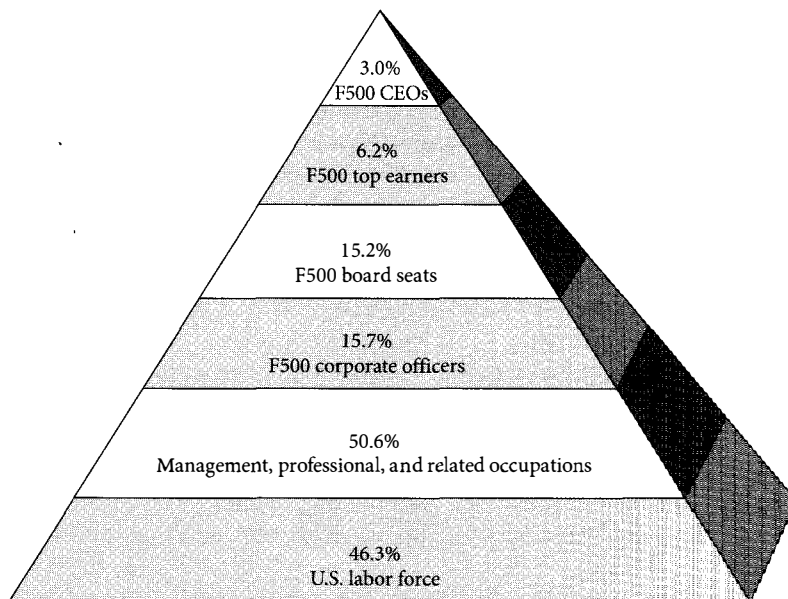 3.0%
F500 CEOs
6.2%
F500 top earners
15.2%
F500 board seats
15.7%
F500 corporate officers
50.6%
Management, professional, and related occupations
46.3%
U.S. labor force